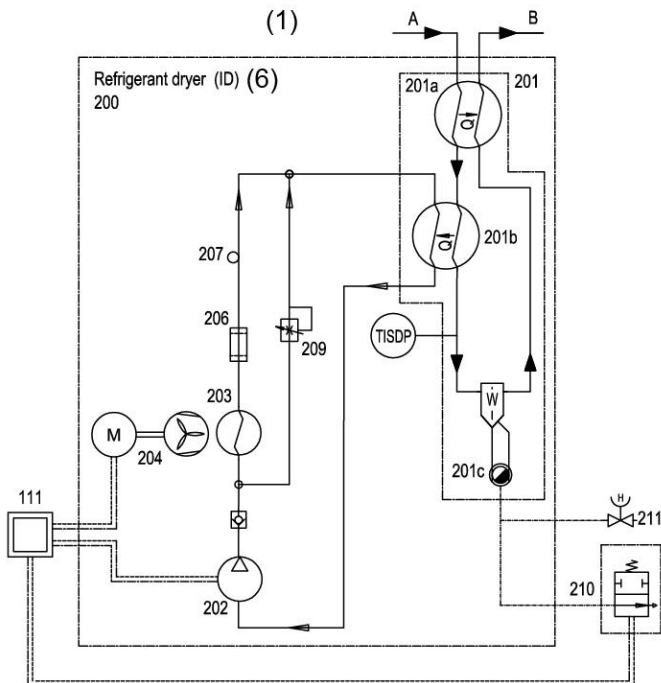 (1)
A
B
Refrigerant dryer (ID) (6)
200
201a
201
Q
207
Q
201b
206
TISDP
209
203
W
M
204
201c
111
H
211
210
202